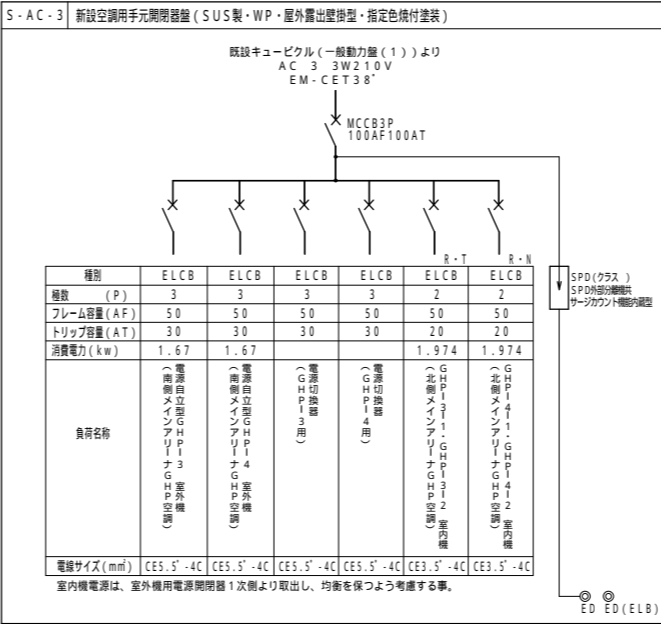 S-AC-3 新設空調用手元開閉器盤(SUS製・WP・屋外露出壁掛型・指定色焼付塗装)
既設キュービクル(一般動力盤(1))より
AC 3 3W210V
EM-CET38°
MCCB3P
100AF100AT
R・T R・N
種別 ELCB ELCB ELCB ELCB ELCB ELCB
極数 (P) 3 3 3 3 2 2
フレーム容量(AF) 50 50 50 50 50 50
トリップ容量(AT) 30 30 30 30 20 20
消費電力(kw) 1.67 1.67 1.974 1.974
負荷名称
電源自立型GHP-3 室外機
(南側メインアリーナGHP空調)
電源自立型GHP-4 室外機
(南側メインアリーナGHP空調)
電源切換器
(GHP-3用)
電源切換器
(GHP-4用)
GHP-3-1・GHP-3-2 室内機
(北側メインアリーナGHP空調)
GHP-4-1・GHP-4-2 室内機
(北側メインアリーナGHP空調)
電線サイズ(mm²) CE5.5°-4C CE5.5°-4C CE5.5°-4C CE5.5°-4C CE3.5°-4C CE3.5°-4C
SPD(クラス )
SPD外部分離機共
サージカウント機能内蔵型
室内機電源は、室外機用電源開閉器1次側より取出し、均衡を保つよう考慮する事。
ED ED(ELB)